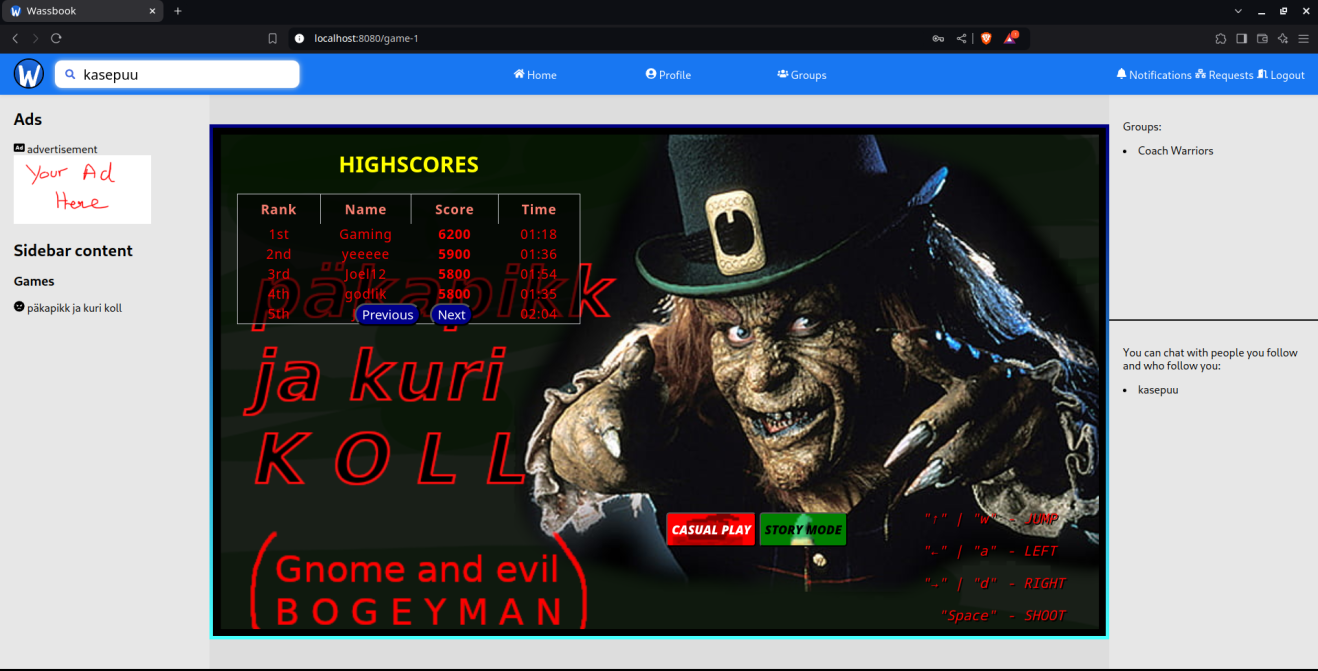 Wassbook
localhost:8080/game-1
W
kasepuu
Home
Profile
Groups
Notifications
Requests
Logout
Ads
Ad advertisement
Your Ad
Here
Sidebar content
Games
päkapikk ja kuri koll
HIGHSCORES
Rank Name Score Time
1st Gaming 6200 01:18
2nd yeeeee 5900 01:36
3rd Joel12 5800 01:54
4th godlik 5800 01:35
5th 02:04
Previous Next
päkapikk
ja kuri
KOLL
(Gnome and evil
BOGEYMAN)
CASUAL PLAY
STORY MODE
"↑" | "w" - JUMP
"←" | "a" - LEFT
"→" | "d" - RIGHT
"Space" - SHOOT
Groups:
Coach Warriors
You can chat with people you follow
and who follow you:
kasepuu